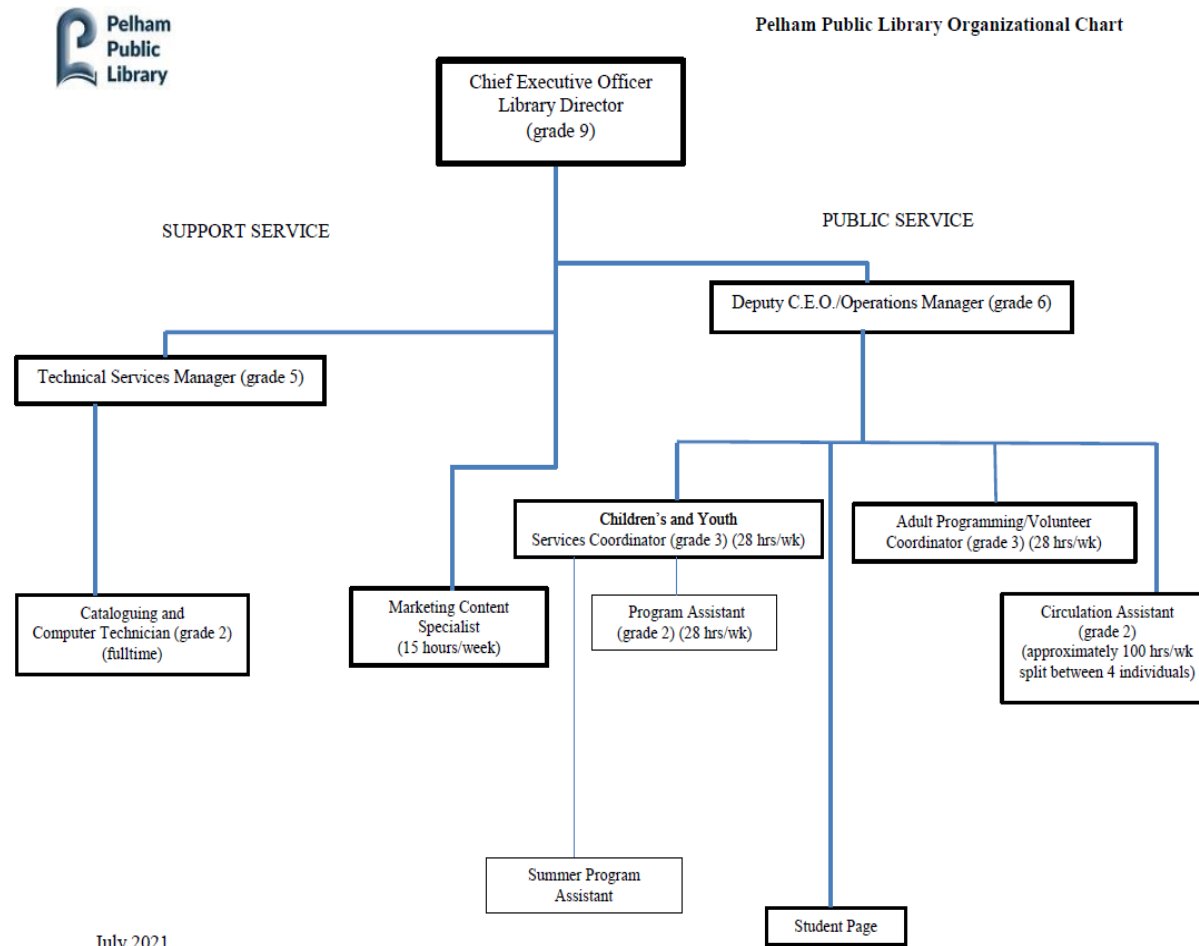 Pelham
Public
Library
Pelham Public Library Organizational Chart
Chief Executive Officer
Library Director
(grade 9)
SUPPORT SERVICE
PUBLIC SERVICE
Deputy C.E.O./Operations Manager (grade 6)
Technical Services Manager (grade 5)
Children's and Youth
Services Coordinator (grade 3) (28 hrs/wk)
Adult Programming/Volunteer
Coordinator (grade 3) (28 hrs/wk)
Cataloguing and
Computer Technician (grade 2)
(fulltime)
Marketing Content
Specialist
(15 hours/week)
Program Assistant
(grade 2) (28 hrs/wk)
Circulation Assistant
(grade 2)
(approximately 100 hrs/wk
split between 4 individuals)
Summer Program
Assistant
Student Page
July 2021